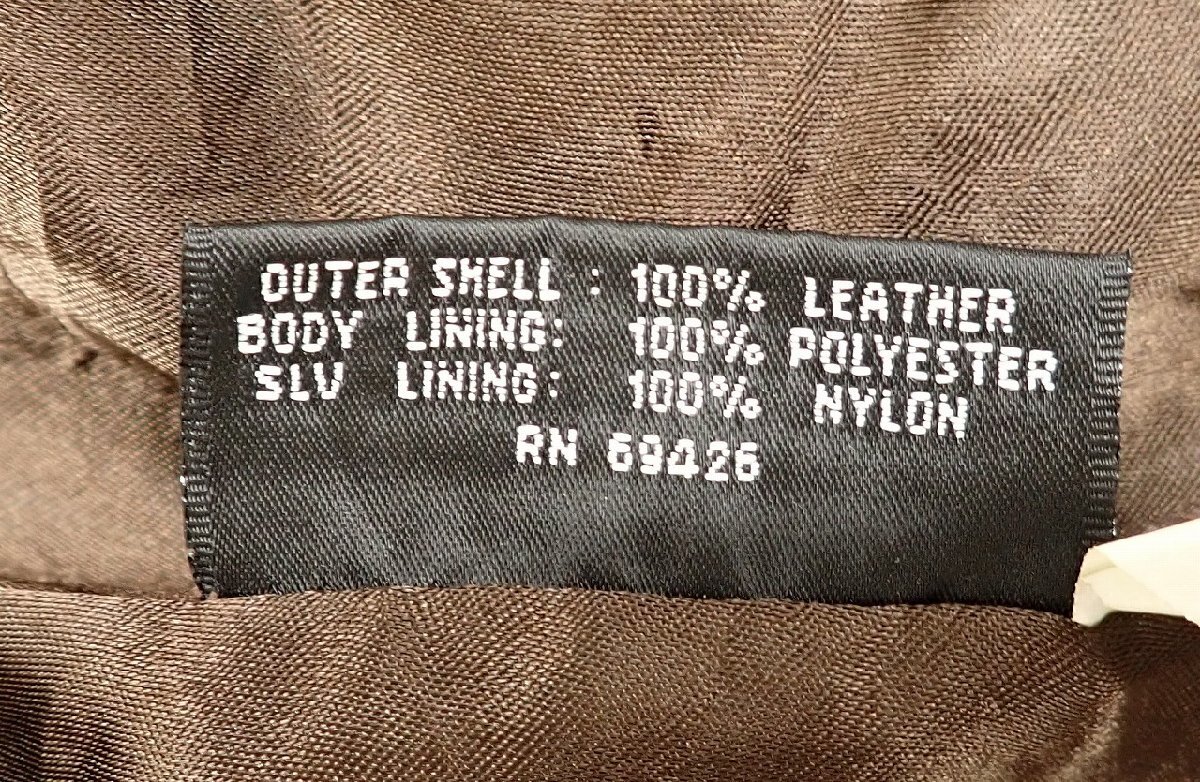 OUTER SHELL : 100% LEATHER
BODY LINING: 100% POLYESTER
SLV LINING: 100% NYLON
RN 69426